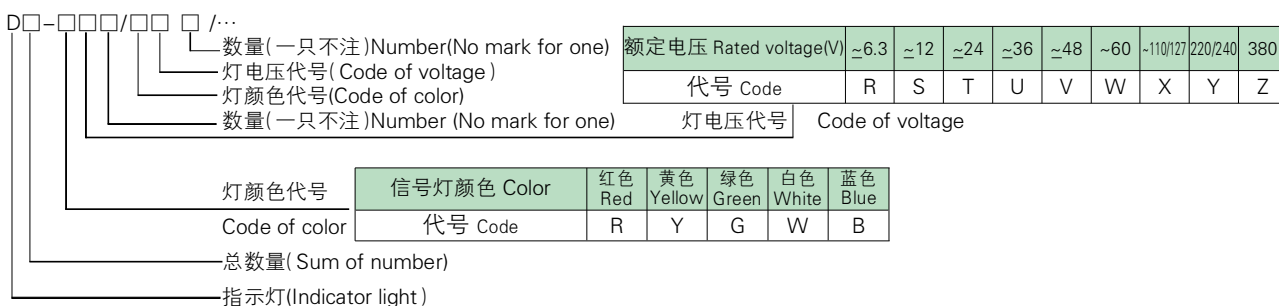 D□-□□□/□□ □ /···
数量(一只不注)Number(No mark for one)
灯电压代号(Code of voltage)
灯颜色代号(Code of color)
数量(一只不注)Number (No mark for one)
额定电压 Rated voltage(V) ~6.3 ~12 ~24 ~36 ~48 ~60 ~110/127 220/240 380
代号 Code R S T U V W X Y Z
灯电压代号 Code of voltage
灯颜色代号
Code of color
信号灯颜色 Color 红色 Red 黄色 Yellow 绿色 Green 白色 White 蓝色 Blue
代号 Code R Y G W B
总数量(Sum of number)
指示灯(Indicator light)